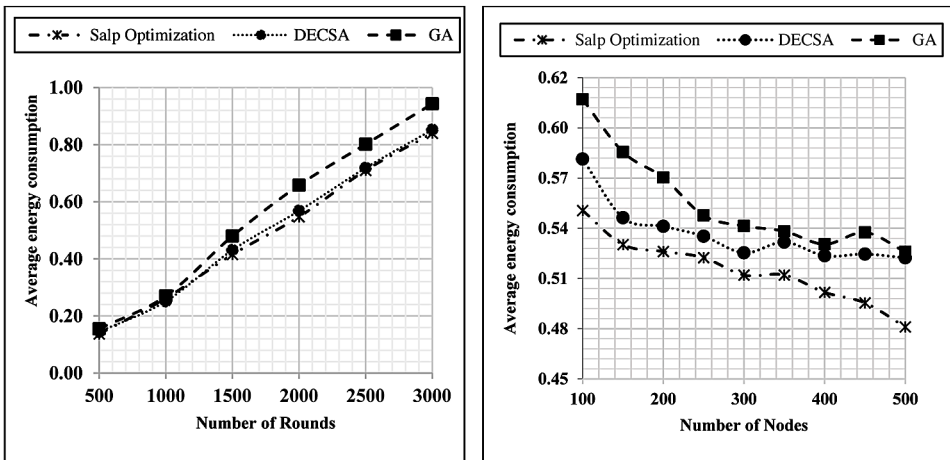 Salp Optimization DECSA GA
Average energy consumption
1.00
0.80
0.60
0.40
0.20
0.00
500 1000 1500 2000 2500 3000
Number of Rounds
Salp Optimization DECSA GA
Average energy consumption
0.62
0.60
0.57
0.54
0.51
0.48
0.45
100 200 300 400 500
Number of Nodes